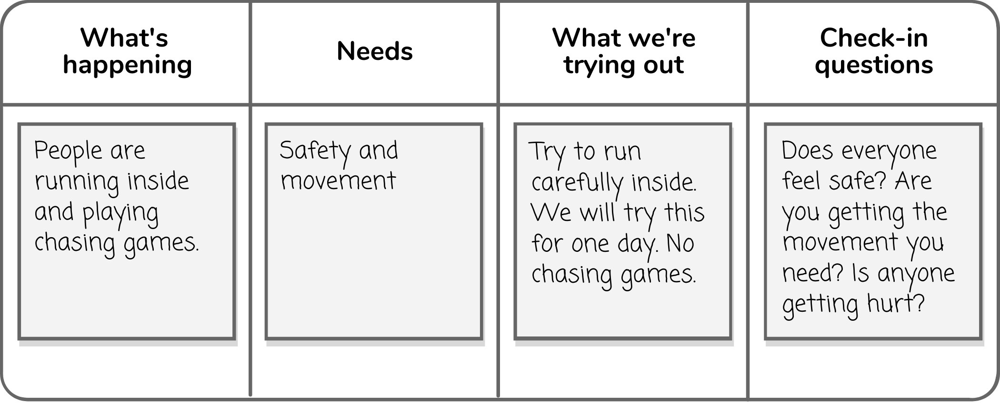 What's
happening
Needs
What we're
trying out
Check-in
questions
People are
running inside
and playing
chasing games.
Safety and
movement
Try to run
carefully inside.
We will try this
for one day. No
chasing games.
Does everyone
feel safe? Are
you getting the
movement you
need? Is anyone
getting hurt?